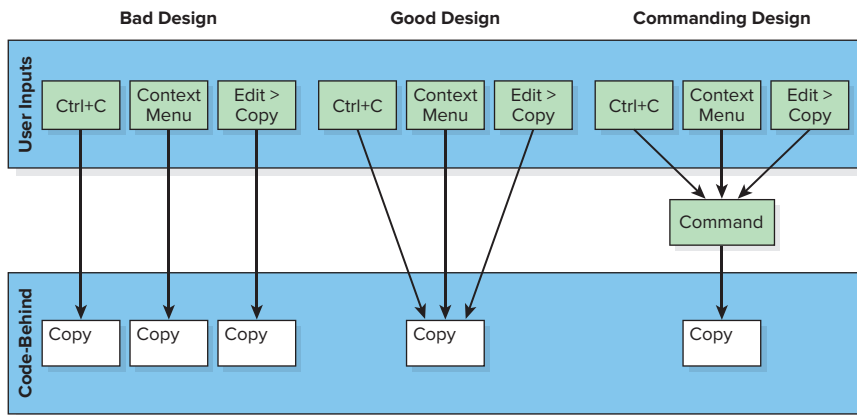 Bad Design
Good Design
Commanding Design
User Inputs
Ctrl+C
Context
Menu
Edit >
Copy
Ctrl+C
Context
Menu
Edit >
Copy
Ctrl+C
Context
Menu
Edit >
Copy
Command
Code-Behind
Copy
Copy
Copy
Copy
Copy